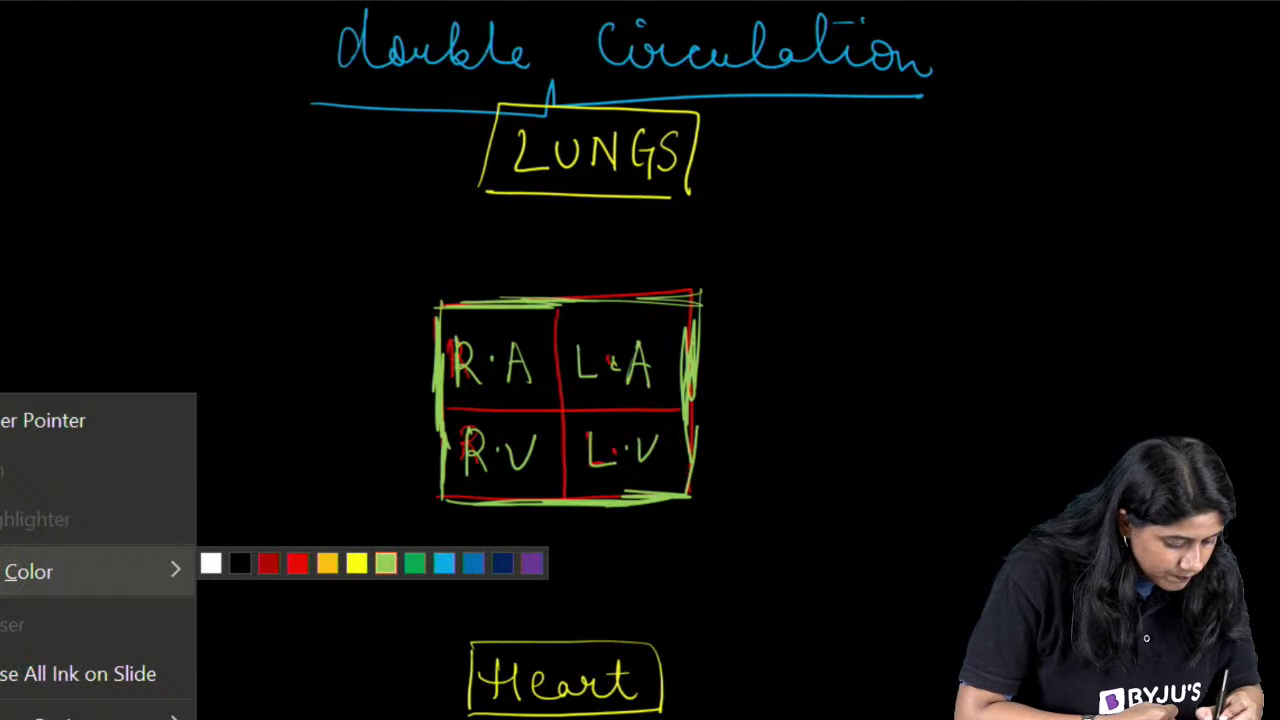 double Circulation
LUNGS
R.A L.A
R.V L.V
er Pointer
ghlighter
Color
ser
se All Ink on Slide
Heart
BYJU'S